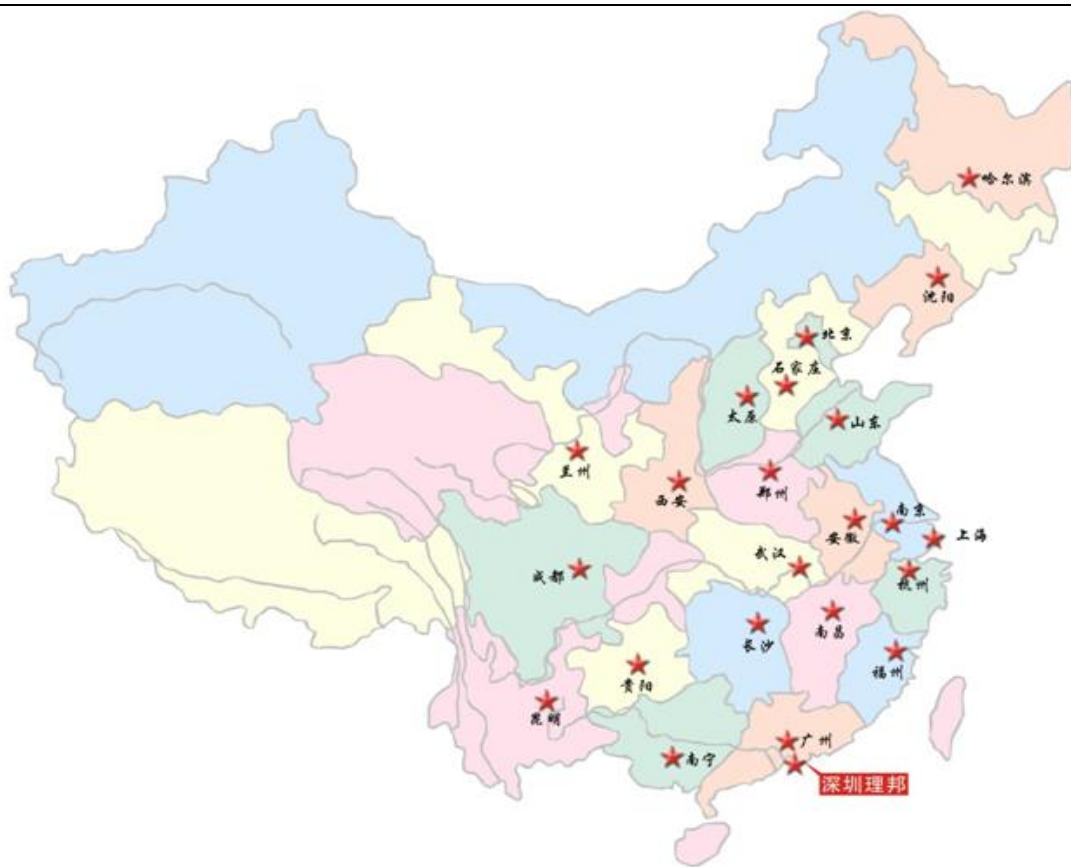 哈尔滨
沈阳
北京
石家庄
太原
山东
兰州
西安
郑州
南京
安徽
上海
武汉
成都
杭州
长沙
南昌
福州
贵阳
昆明
广州
南宁
深圳理邦